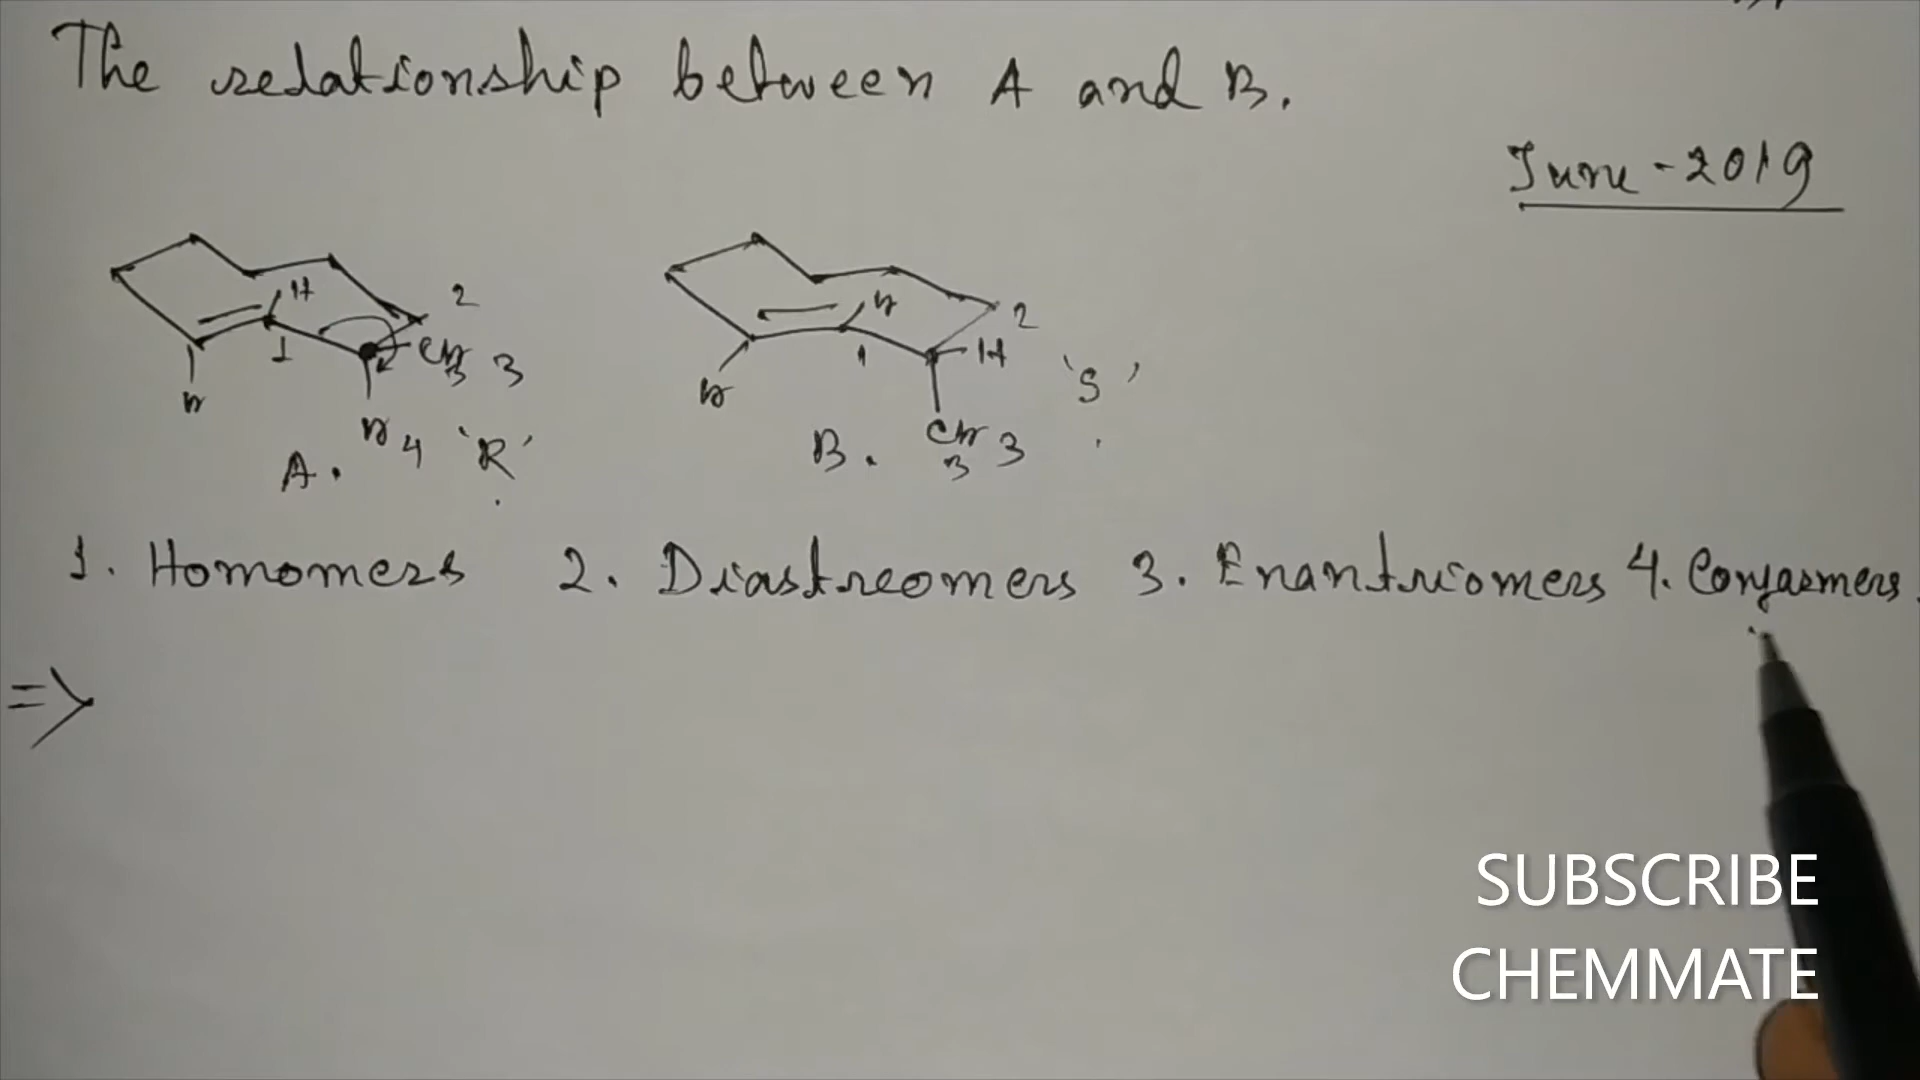 The relationship between A and B.
June - 2019
H 2
1 CH3 3
H
H 4 'R'
A.
H 2
1 H 'S'
H
B. CH3 3
1. Homomers 2. Diastreomers 3. Enantriomers 4. Conformers.
=>
SUBSCRIBE
CHEMMATE